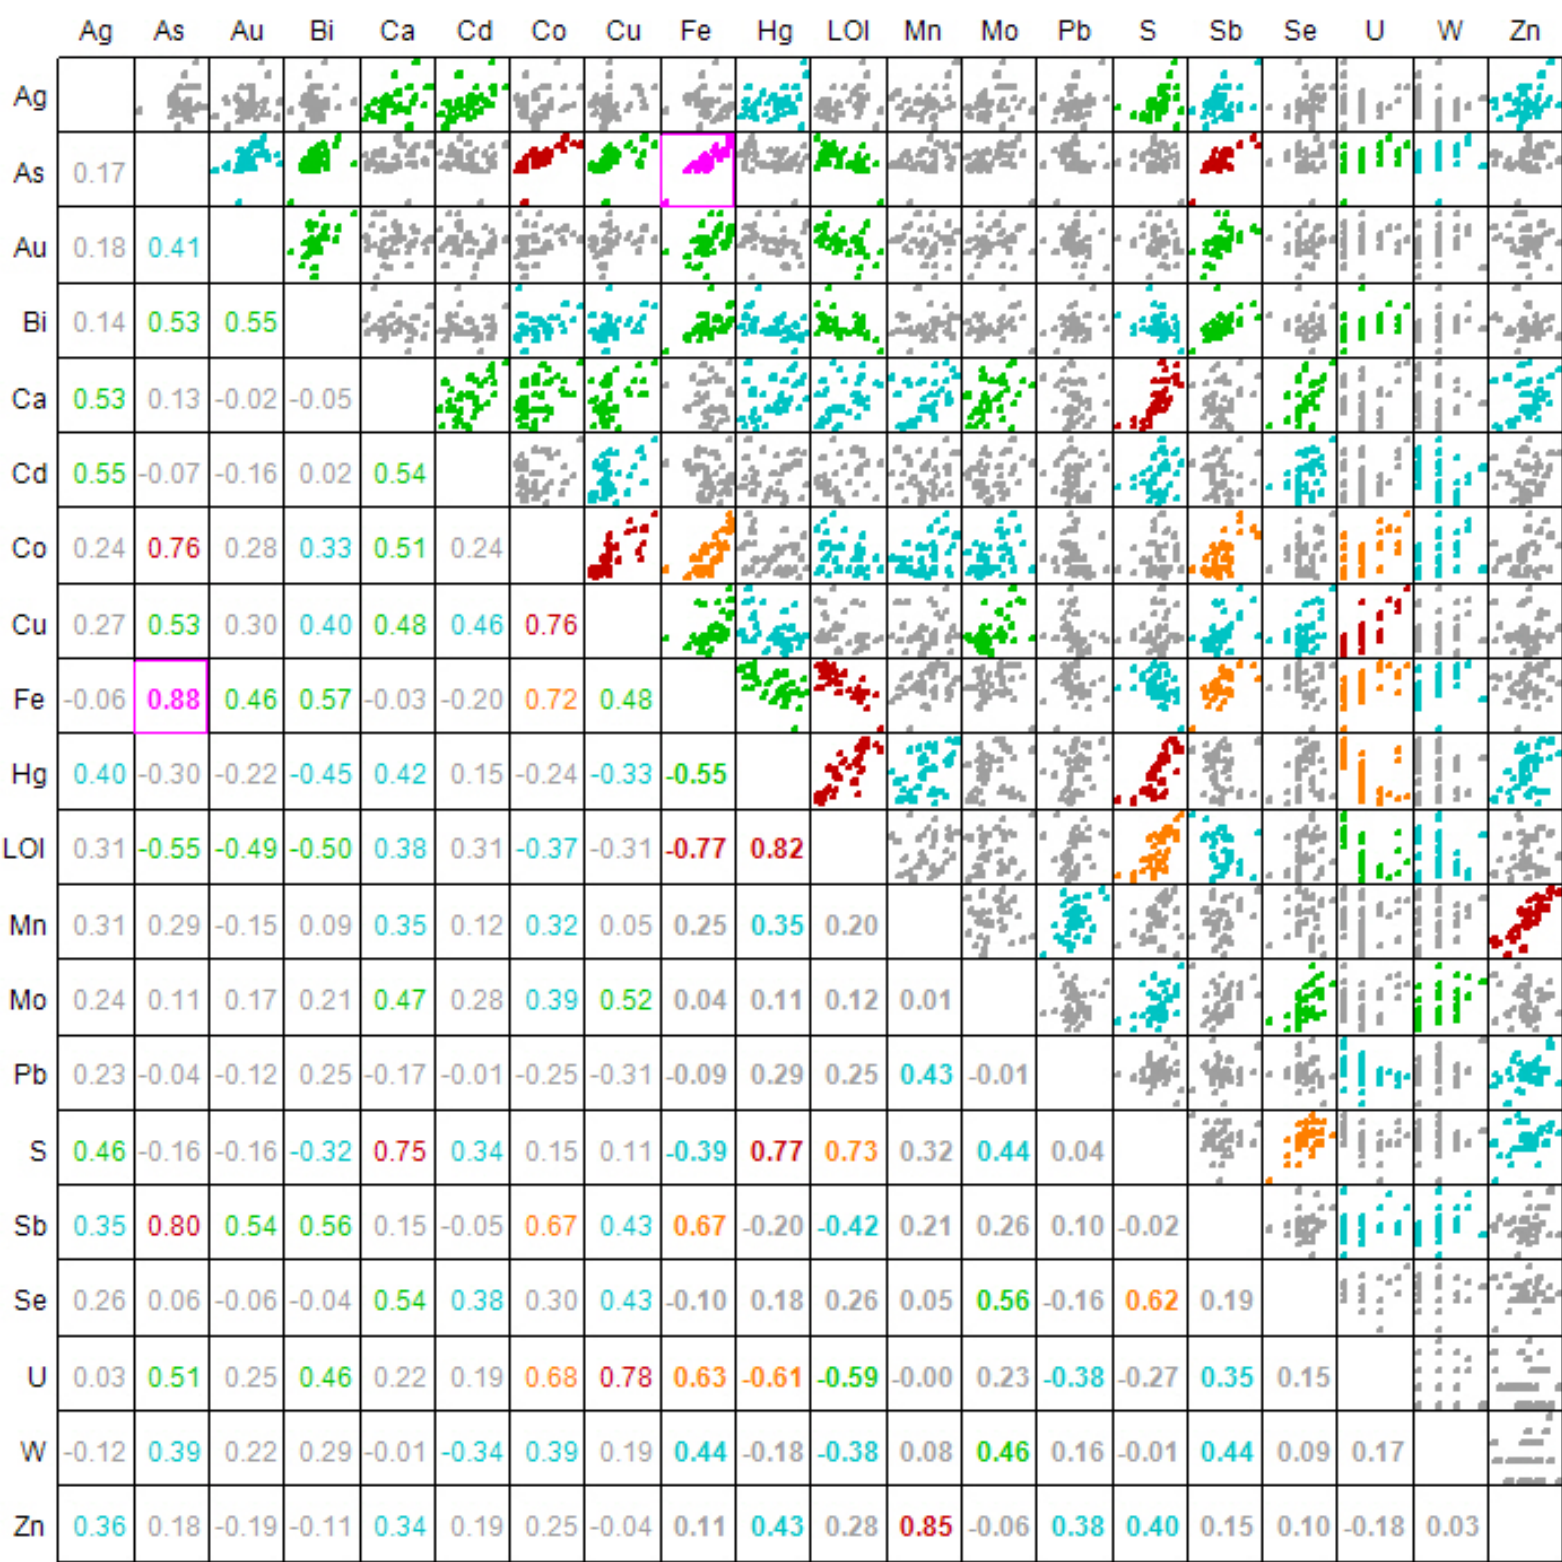 Ag As Au Bi Ca Cd Co Cu Fe Hg LOI Mn Mo Pb S Sb Se U W Zn
Ag
As 0.17
Au 0.18 0.41
Bi 0.14 0.53 0.55
Ca 0.53 0.13 -0.02 -0.05
Cd 0.55 -0.07 -0.16 0.02 0.54
Co 0.24 0.76 0.28 0.33 0.51 0.24
Cu 0.27 0.53 0.30 0.40 0.48 0.46 0.76
Fe -0.06 0.88 0.46 0.57 -0.03 -0.20 0.72 0.48
Hg 0.40 -0.30 -0.22 -0.45 0.42 0.15 -0.24 -0.33 -0.55
LOI 0.31 -0.55 -0.49 -0.50 0.38 0.31 -0.37 -0.31 -0.77 0.82
Mn 0.31 0.29 -0.15 0.09 0.35 0.12 0.32 0.05 0.25 0.35 0.20
Mo 0.24 0.11 0.17 0.21 0.47 0.28 0.39 0.52 0.04 0.11 0.12 0.01
Pb 0.23 -0.04 -0.12 0.25 -0.17 -0.01 -0.25 -0.31 -0.09 0.29 0.25 0.43 -0.01
S 0.46 -0.16 -0.16 -0.32 0.75 0.34 0.15 0.11 -0.39 0.77 0.73 0.32 0.44 0.04
Sb 0.35 0.80 0.54 0.56 0.15 -0.05 0.67 0.43 0.67 -0.20 -0.42 0.21 0.26 0.10 -0.02
Se 0.26 0.06 -0.06 -0.04 0.54 0.38 0.30 0.43 -0.10 0.18 0.26 0.05 0.56 -0.16 0.62 0.19
U 0.03 0.51 0.25 0.46 0.22 0.19 0.68 0.78 0.63 -0.61 -0.59 -0.00 0.23 -0.38 -0.27 0.35 0.15
W -0.12 0.39 0.22 0.29 -0.01 -0.34 0.39 0.19 0.44 -0.18 -0.38 0.08 0.46 0.16 -0.01 0.44 0.09 0.17
Zn 0.36 0.18 -0.19 -0.11 0.34 0.19 0.25 -0.04 0.11 0.43 0.28 0.85 -0.06 0.38 0.40 0.15 0.10 -0.18 0.03